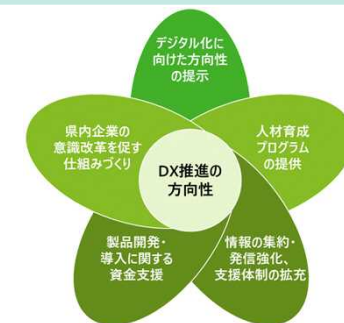 デジタル化に
向けた方向性
の提示
県内企業の
意識改革を促す
仕組みづくり
人材育成
プログラム
の提供
DX推進の
方向性
製品開発・
導入に関する
資金支援
情報の集約・
発信強化、
支援体制の拡充